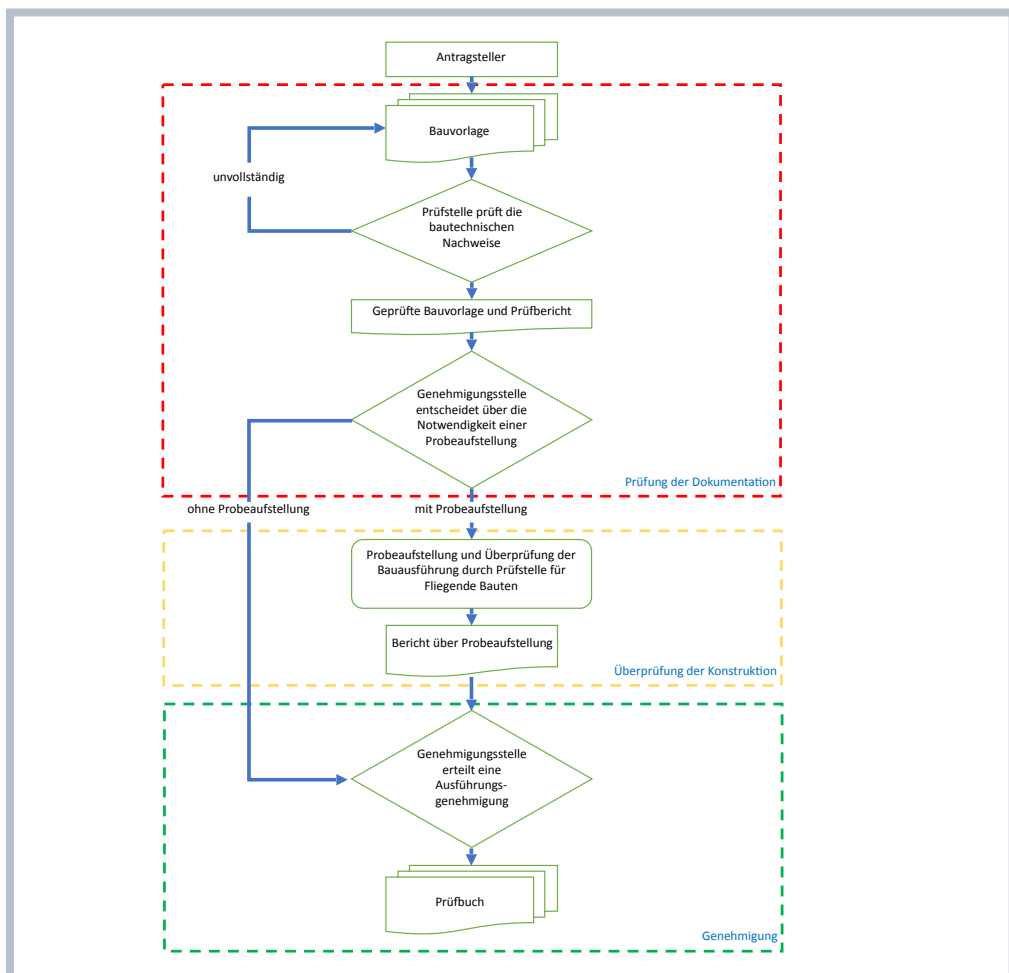 Antragsteller
Bauvorlage
unvollständig
Prüfstelle prüft die
bautechnischen
Nachweise
Geprüfte Bauvorlage und Prüfbericht
Genehmigungsstelle
entscheidet über die
Notwendigkeit einer
Probeaufstellung
Prüfung der Dokumentation
ohne Probeaufstellung
mit Probeaufstellung
Probeaufstellung und Überprüfung der
Bauausführung durch Prüfstelle für
Fliegende Bauten
Bericht über Probeaufstellung
Überprüfung der Konstruktion
Genehmigungsstelle
erteilt eine
Ausführungs-
genehmigung
Prüfbuch
Genehmigung